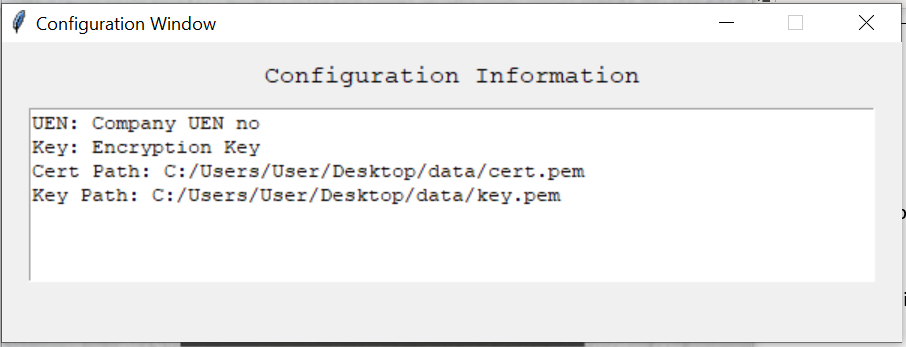 Configuration Window
Configuration Information
UEN: Company UEN no
Key: Encryption Key
Cert Path: C:/Users/User/Desktop/data/cert.pem
Key Path: C:/Users/User/Desktop/data/key.pem